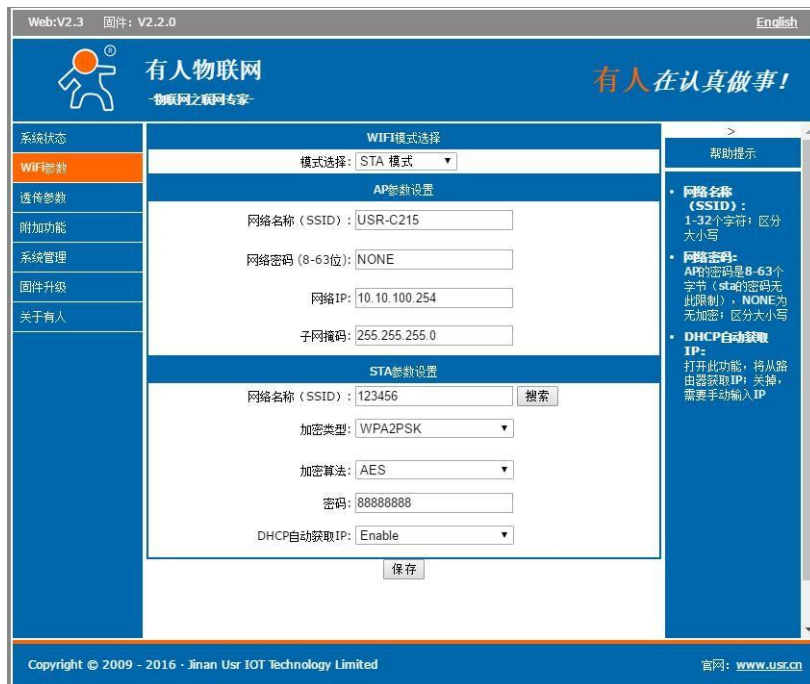 Web:V2.3 固件：V2.2.0 English
®
有人物联网
-物联网之联网专家-
有人在认真做事！
系统状态
WiFi参数
透传参数
附加功能
系统管理
固件升级
关于有人
WIFI模式选择
模式选择: STA 模式
AP参数设置
网络名称（SSID）: USR-C215
网络密码 (8-63位): NONE
网络IP: 10.10.100.254
子网掩码: 255.255.255.0
STA参数设置
网络名称（SSID）: 123456 搜索
加密类型: WPA2PSK
加密算法: AES
密码: 88888888
DHCP自动获取IP: Enable
保存
>
帮助提示
• 网络名称
（SSID）:
1-32个字符；区分
大小写
• 网络密码:
AP的密码是8-63个
字节（sta的密码无
此限制），NONE为
无加密；区分大小写
• DHCP自动获取
IP:
打开此功能，将从路
由器获取IP；关掉，
需要手动输入IP
Copyright © 2009 - 2016 · Jinan Usr IOT Technology Limited 官网：www.usr.cn